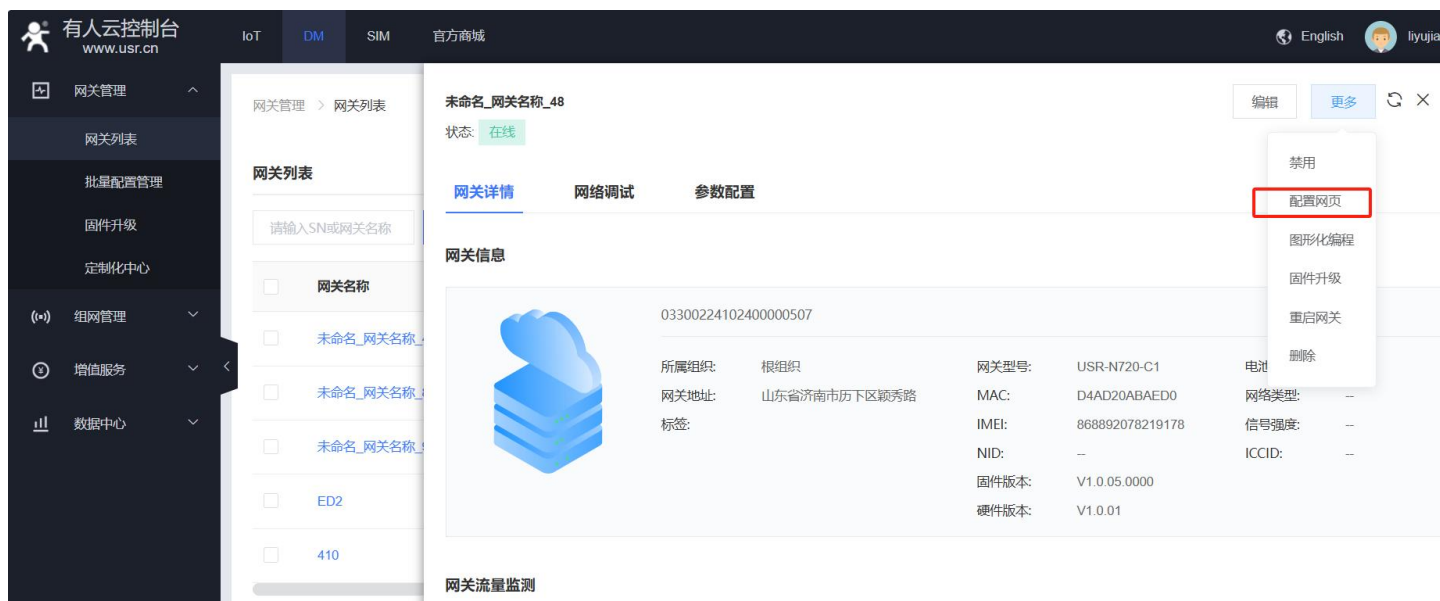 有人云控制台
www.usr.cn
IoT
DM
SIM
官方商城
English
liyujia
网关管理
网关列表
批量配置管理
固件升级
定制化中心
组网管理
增值服务
数据中心
网关管理 > 网关列表
网关列表
请输入SN或网关名称
网关名称
未命名_网关名称_
未命名_网关名称_
未命名_网关名称_
ED2
410
未命名_网关名称_48
状态: 在线
编辑
更多
禁用
配置网页
图形化编程
固件升级
重启网关
删除
网关详情
网络调试
参数配置
网关信息
03300224102400000507
所属组织: 根组织
网关型号: USR-N720-C1
电池
网关地址: 山东省济南市历下区颖秀路
MAC: D4AD20ABAED0
网络类型: --
标签:
IMEI: 868892078219178
信号强度: --
NID: --
ICCID: --
固件版本: V1.0.05.0000
硬件版本: V1.0.01
网关流量监测